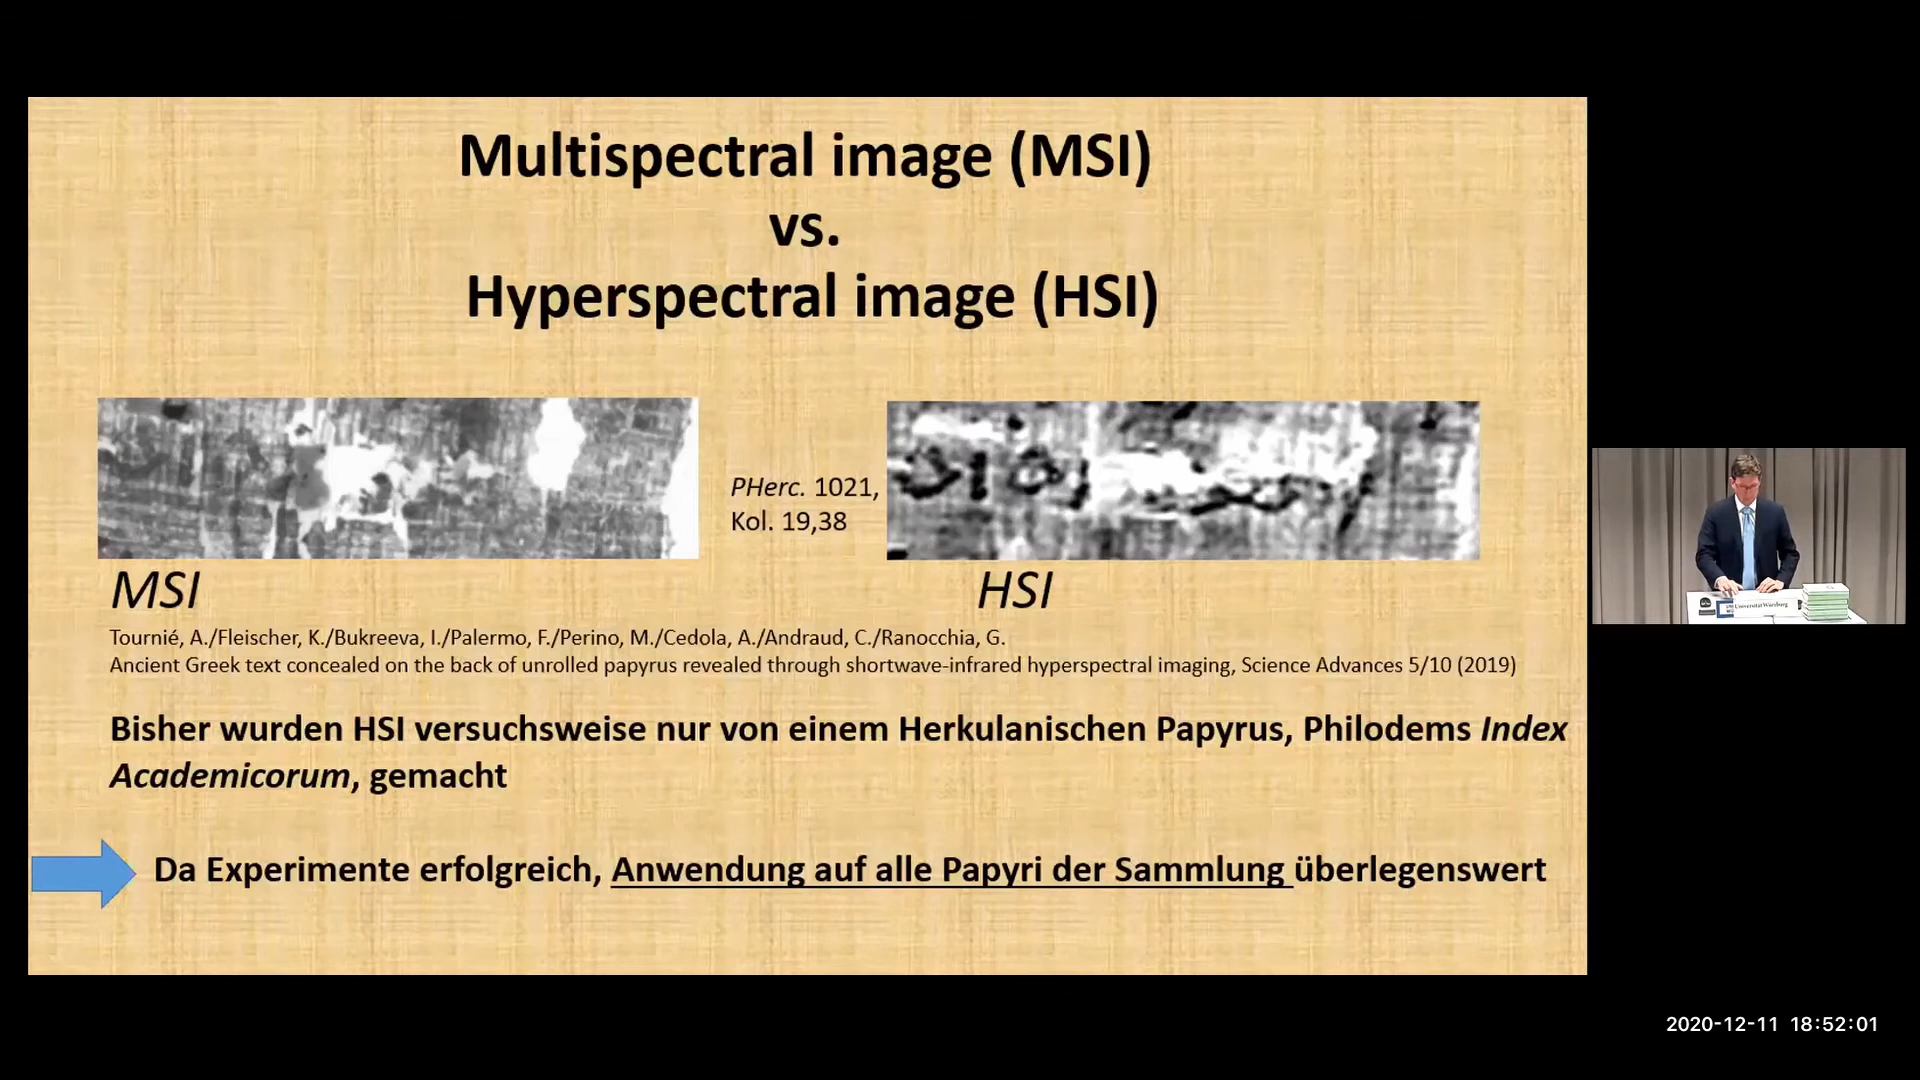 Multispectral image (MSI)
vs.
Hyperspectral image (HSI)
PHerc. 1021,
Kol. 19,38
MSI
HSI
Tournié, A./Fleischer, K./Bukreeva, I./Palermo, F./Perino, M./Cedola, A./Andraud, C./Ranocchia, G.
Ancient Greek text concealed on the back of unrolled papyrus revealed through shortwave-infrared hyperspectral imaging, Science Advances 5/10 (2019)
Bisher wurden HSI versuchsweise nur von einem Herkulanischen Papyrus, Philodems Index
Academicorum, gemacht
Da Experimente erfolgreich, Anwendung auf alle Papyri der Sammlung überlegenswert
Universität Würzburg
2020-12-11 18:52:01